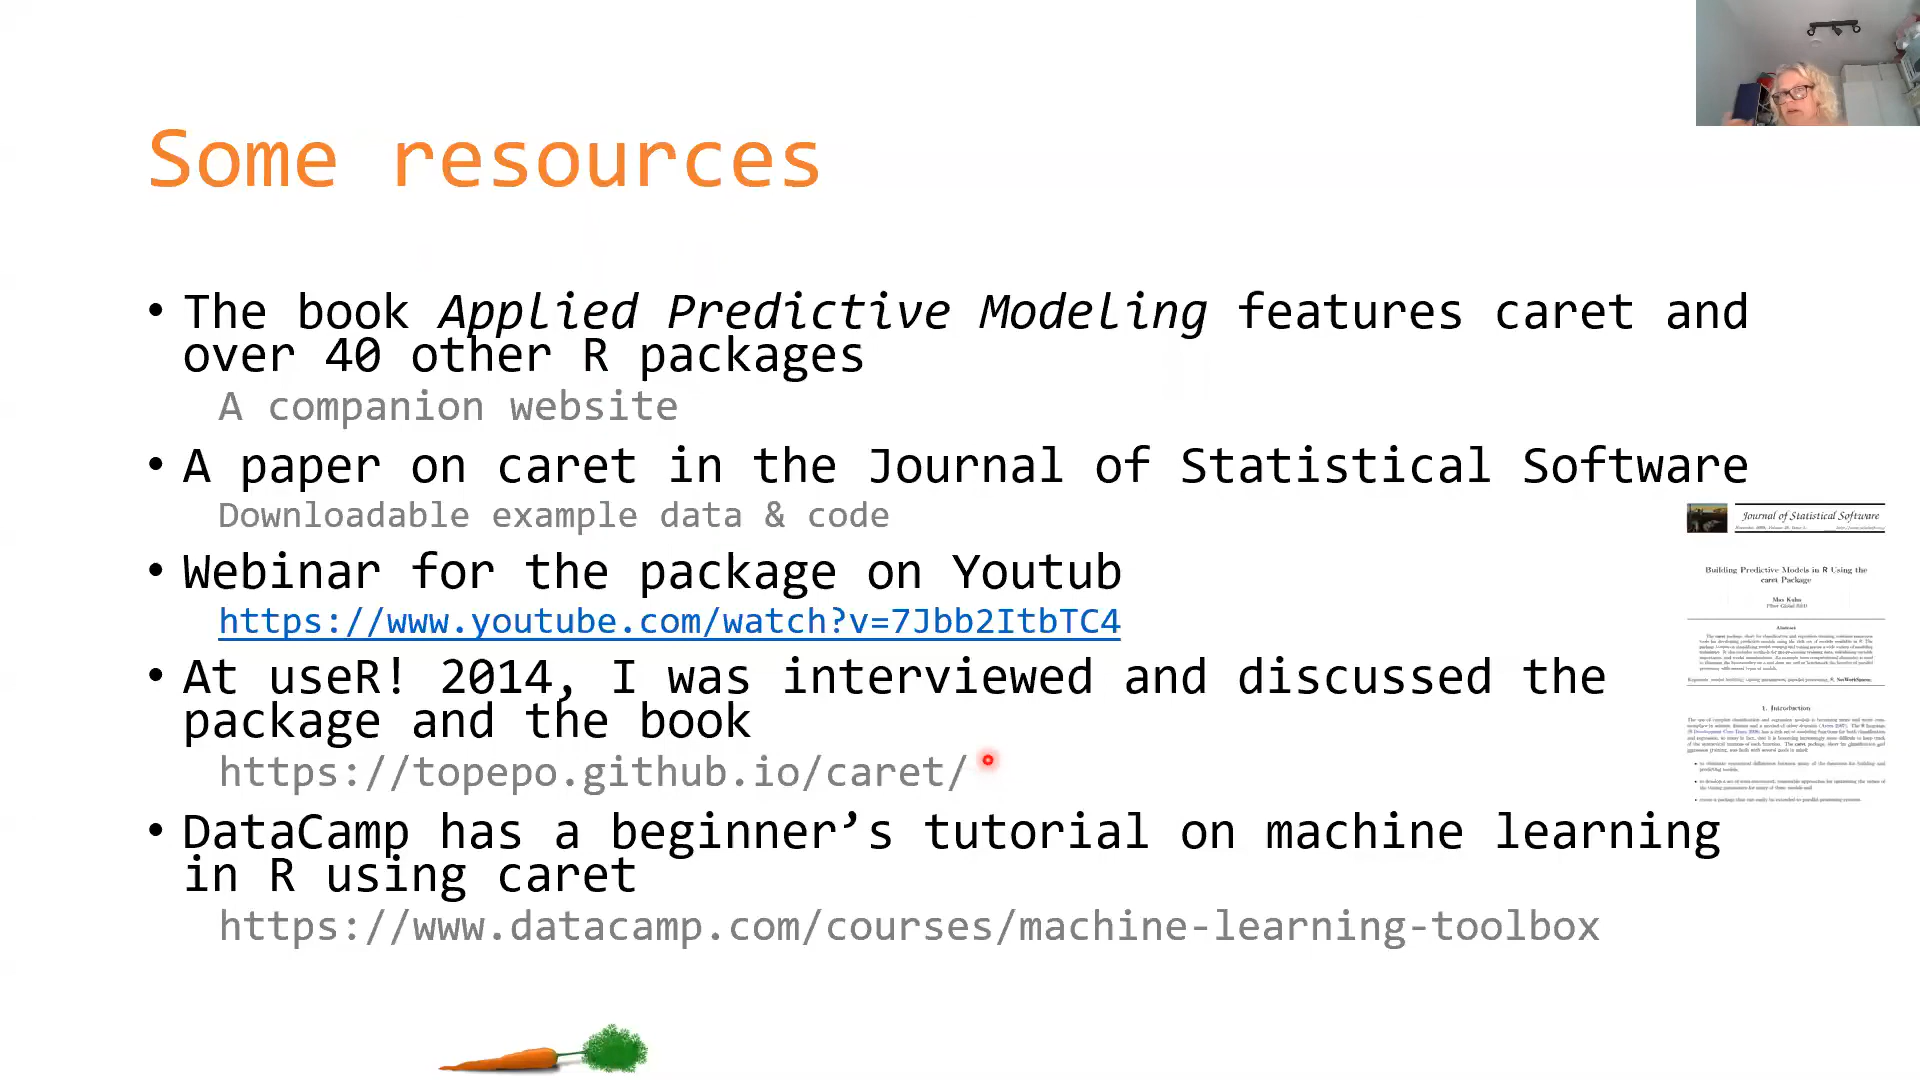 Some resources
• The book Applied Predictive Modeling features caret and
over 40 other R packages
A companion website
• A paper on caret in the Journal of Statistical Software
Downloadable example data & code
• Webinar for the package on Youtub
https://www.youtube.com/watch?v=7Jbb2ItbTC4
• At useR! 2014, I was interviewed and discussed the
package and the book
https://topepo.github.io/caret/
• DataCamp has a beginner’s tutorial on machine learning
in R using caret
https://www.datacamp.com/courses/machine-learning-toolbox
Journal of Statistical Software
Building Predictive Models in R Using the
caret Package
Max Kuhn
Abstract
1. Introduction